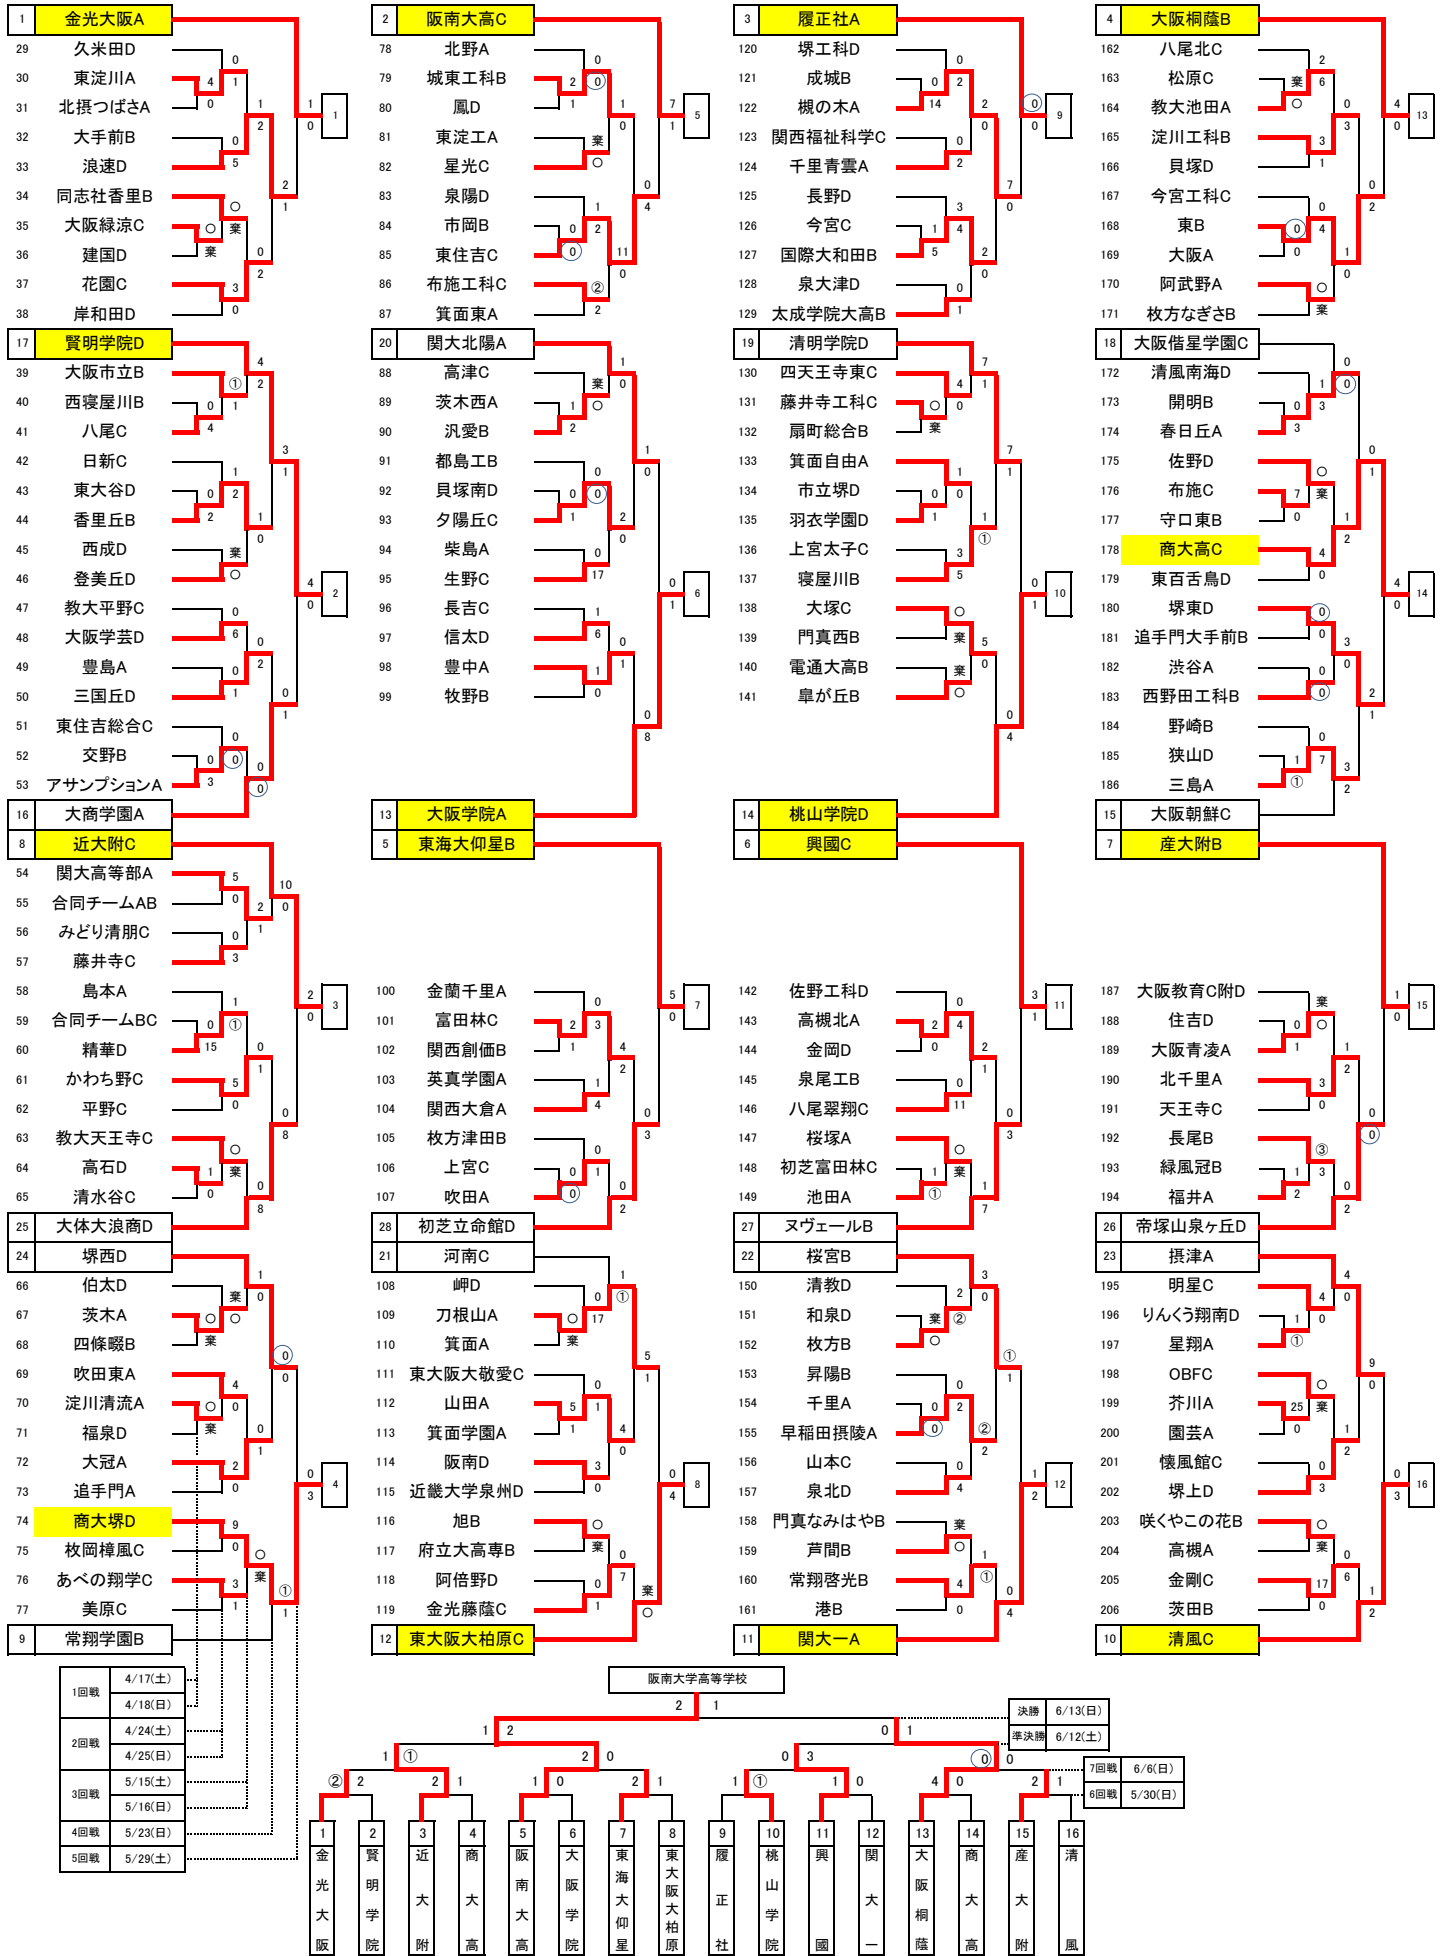 1 金光大阪A
29 久米田D
30 東淀川A
31 北摂つばさA
32 大手前B
33 浪速D
34 同志社香里B
35 大阪緑涼C
36 建国D
37 花園C
38 岸和田D
17 賢明学院D
39 大阪市立B
40 西寝屋川B
41 八尾C
42 日新C
43 東大谷D
44 香里丘B
45 西成D
46 登美丘D
47 教大平野C
48 大阪学芸D
49 豊島A
50 三国丘D
51 東住吉総合C
52 交野B
53 アサンプションA
16 大商学園A
8 近大附C
54 関大高等部A
55 合同チームAB
56 みどり清朋C
57 藤井寺C
58 島本A
59 合同チームBC
60 精華D
61 かわち野C
62 平野C
63 教大天王寺C
64 高石D
65 清水谷C
25 大体大浪商D
24 堺西D
66 伯太D
67 茨木A
68 四條畷B
69 吹田東A
70 淀川清流A
71 福泉D
72 大冠A
73 追手門A
74 商大堺D
75 枚岡樟風C
76 あべの翔学C
77 美原C
9 常翔学園B
2 阪南大高C
78 北野A
79 城東工科B
80 鳳D
81 東淀工A
82 星光C
83 泉陽D
84 市岡B
85 東住吉C
86 布施工科C
87 箕面東A
20 関大北陽A
88 高津C
89 茨木西A
90 汎愛B
91 都島工B
92 貝塚南D
93 夕陽丘C
94 柴島A
95 生野C
96 長吉C
97 信太D
98 豊中A
99 牧野B
13 大阪学院A
5 東海大仰星B
100 金蘭千里A
101 富田林C
102 関西創価B
103 英真学園A
104 関西大倉A
105 枚方津田B
106 上宮C
107 吹田A
28 初芝立命館D
21 河南C
108 岬D
109 刀根山A
110 箕面A
111 東大阪大敬愛C
112 山田A
113 箕面学園A
114 阪南D
115 近畿大学泉州D
116 旭B
117 府立大高専B
118 阿倍野D
119 金光藤蔭C
12 東大阪大柏原C
3 履正社A
120 堺工科D
121 成城B
122 槻の木A
123 関西福祉科学C
124 千里青雲A
125 長野D
126 今宮C
127 国際大和田B
128 泉大津D
129 太成学院大高B
19 清明学院D
130 四天王寺東C
131 藤井寺工科C
132 扇町総合B
133 箕面自由A
134 市立堺D
135 羽衣学園D
136 上宮太子C
137 寝屋川B
138 大塚C
139 門真西B
140 電通大高B
141 皐が丘B
14 桃山学院D
6 興國C
142 佐野工科D
143 高槻北A
144 金岡D
145 泉尾工B
146 八尾翠翔C
147 桜塚A
148 初芝富田林C
149 池田A
27 ヌヴェールB
22 桜宮B
150 清教D
151 和泉D
152 枚方B
153 昇陽B
154 千里A
155 早稲田摂陵A
156 山本C
157 泉北D
158 門真なみはやB
159 芦間B
160 常翔啓光B
161 港B
11 関大一A
4 大阪桐蔭B
162 八尾北C
163 松原C
164 教大池田A
165 淀川工科B
166 貝塚D
167 今宮工科C
168 東B
169 大阪A
170 阿武野A
171 枚方なぎさB
18 大阪偕星学園C
172 清風南海D
173 開明B
174 春日丘A
175 佐野D
176 布施C
177 守口東B
178 商大高C
179 東百舌鳥D
180 堺東D
181 追手門大手前B
182 渋谷A
183 西野田工科B
184 野崎B
185 狭山D
186 三島A
15 大阪朝鮮C
7 産大附B
187 大阪教育C附D
188 住吉D
189 大阪青凌A
190 北千里A
191 天王寺C
192 長尾B
193 緑風冠B
194 福井A
26 帝塚山泉ヶ丘D
23 摂津A
195 明星C
196 りんくう翔南D
197 星翔A
198 OBFC
199 芥川A
200 園芸A
201 懐風館C
202 堺上D
203 咲くやこの花B
204 高槻A
205 金剛C
206 茨田B
10 清風C
1回戦 4/17(土)
4/18(日)
2回戦 4/24(土)
4/25(日)
3回戦 5/15(土)
5/16(日)
4回戦 5/23(日)
5回戦 5/29(土)
阪南大学高等学校
2 1
決勝 6/13(日)
準決勝 6/12(土)
1 2 0 1
7回戦 6/6(日)
6回戦 5/30(日)
1 ① 2 0 0 3 ⓪ 0
② 2 2 1 1 0 2 1 1 ① 1 0 4 0 2 1
1 金光大阪
2 賢明学院
3 近大附
4 商大高
5 阪南大高
6 大阪学院
7 東海大仰星
8 東大阪大柏原
9 履正社
10 桃山学院
11 興國
12 関大一
13 大阪桐蔭
14 商大高
15 産大附
16 清風